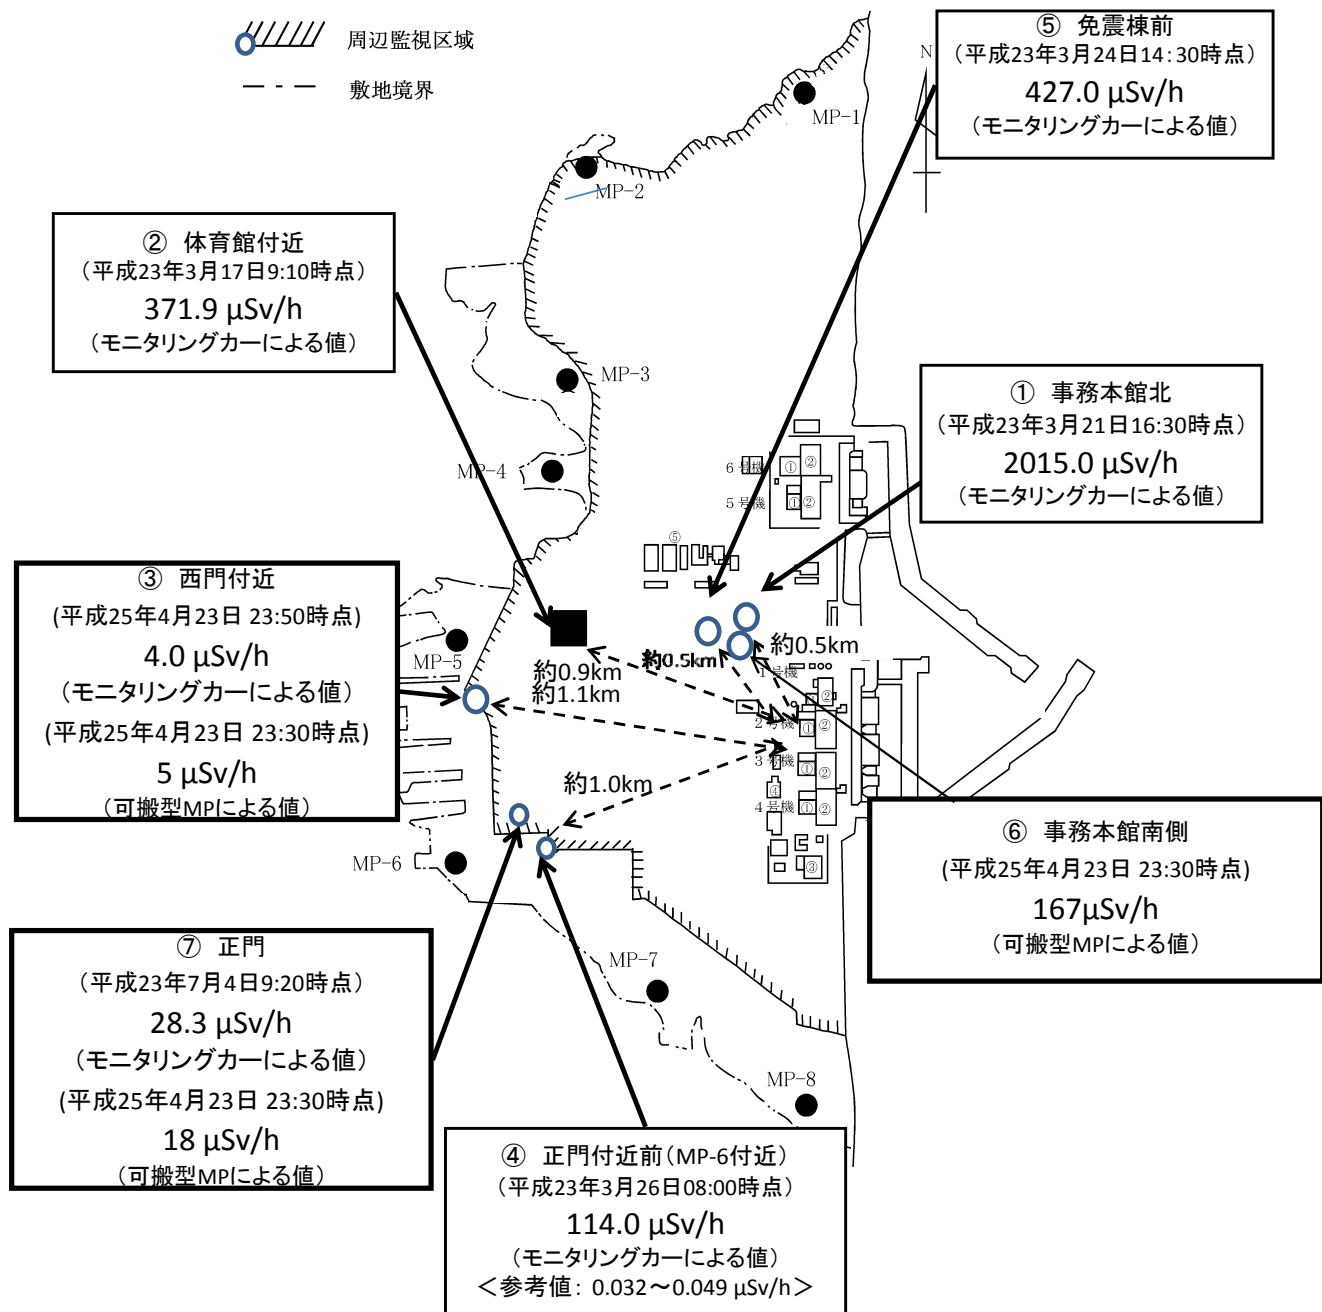 周辺監視区域
敷地境界
⑤ 免震棟前
（平成23年3月24日14:30時点）
427.0 μSv/h
（モニタリングカーによる値）
N
MP-1
MP-2
② 体育館付近
（平成23年3月17日9:10時点）
371.9 μSv/h
（モニタリングカーによる値）
MP-3
① 事務本館北
（平成23年3月21日16:30時点）
2015.0 μSv/h
（モニタリングカーによる値）
MP-4
6号機
①
②
5号機
①
②
⑤
③ 西門付近
(平成25年4月23日 23:50時点)
4.0 μSv/h
（モニタリングカーによる値）
(平成25年4月23日 23:30時点)
5 μSv/h
（可搬型MPによる値）
MP-5
約0.9km
約1.1km
約0.5km
約0.5km
1号機
②
2号機
①
②
3号機
①
②
④
4号機
①
②
③
約1.0km
MP-6
⑥ 事務本館南側
(平成25年4月23日 23:30時点)
167μSv/h
（可搬型MPによる値）
⑦ 正門
（平成23年7月4日9:20時点）
28.3 μSv/h
（モニタリングカーによる値）
(平成25年4月23日 23:30時点)
18 μSv/h
（可搬型MPによる値）
MP-7
MP-8
④ 正門付近前（MP-6付近）
（平成23年3月26日08:00時点）
114.0 μSv/h
（モニタリングカーによる値）
＜参考値: 0.032～0.049 μSv/h＞